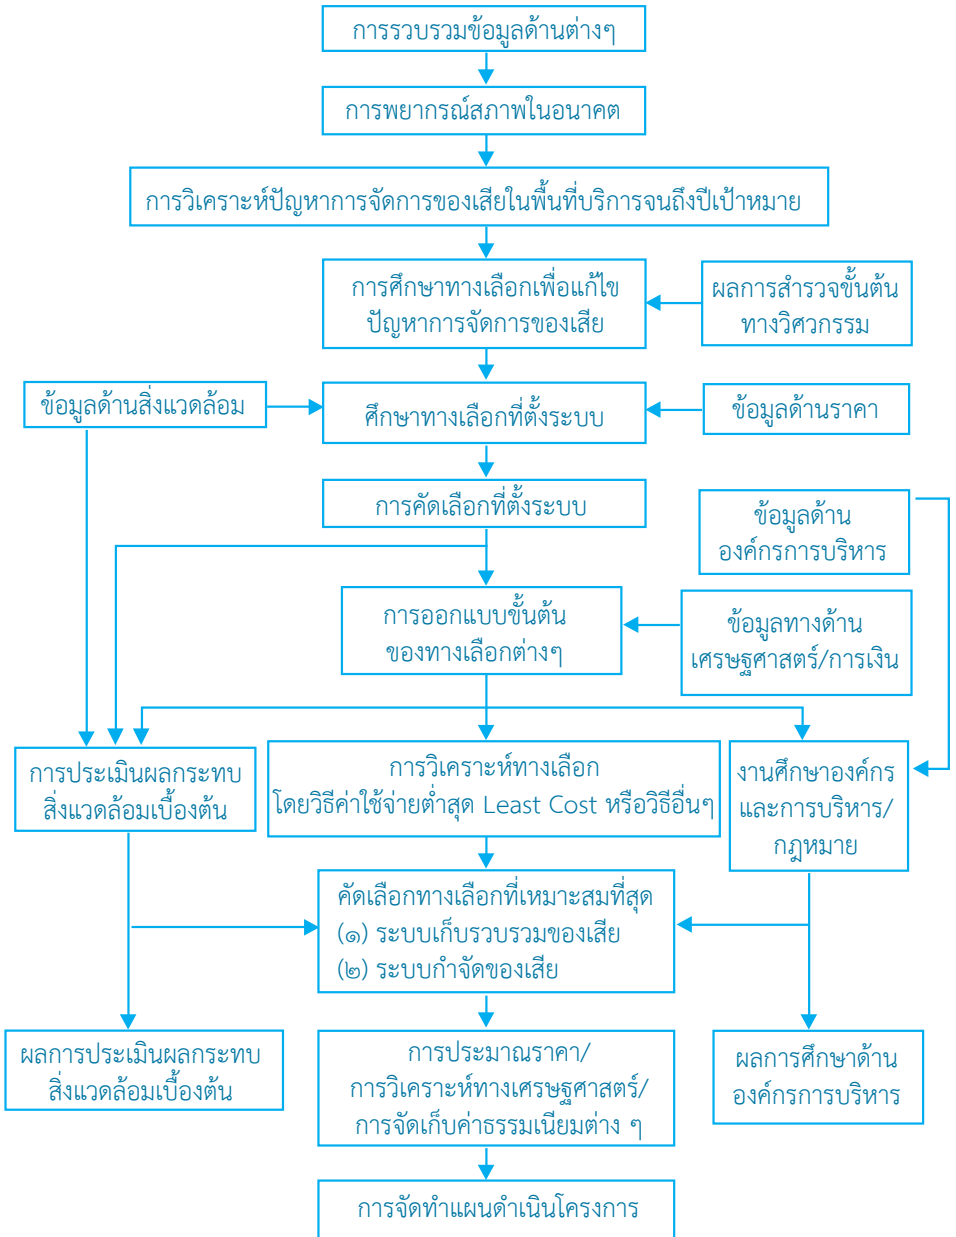 การรวบรวมข้อมูลด้านต่างๆ
การพยากรณ์สภาพในอนาคต
การวิเคราะห์ปัญหาการจัดการของเสียในพื้นที่บริการจนถึงปีเป้าหมาย
การศึกษาทางเลือกเพื่อแก้ไข
ปัญหาการจัดการของเสีย
ผลการสำรวจขั้นต้น
ทางวิศวกรรม
ข้อมูลด้านสิ่งแวดล้อม
ศึกษาทางเลือกที่ตั้งระบบ
ข้อมูลด้านราคา
การคัดเลือกที่ตั้งระบบ
ข้อมูลด้าน
องค์กรการบริหาร
การออกแบบขั้นต้น
ของทางเลือกต่างๆ
ข้อมูลทางด้าน
เศรษฐศาสตร์/การเงิน
การประเมินผลกระทบ
สิ่งแวดล้อมเบื้องต้น
การวิเคราะห์ทางเลือก
โดยวิธีค่าใช้จ่ายต่ำสุด Least Cost หรือวิธีอื่นๆ
งานศึกษาองค์กร
และการบริหาร/
กฎหมาย
คัดเลือกทางเลือกที่เหมาะสมที่สุด
(๑) ระบบเก็บรวบรวมของเสีย
(๒) ระบบกำจัดของเสีย
ผลการประเมินผลกระทบ
สิ่งแวดล้อมเบื้องต้น
การประมาณราคา/
การวิเคราะห์ทางเศรษฐศาสตร์/
การจัดเก็บค่าธรรมเนียมต่าง ๆ
ผลการศึกษาด้าน
องค์กรการบริหาร
การจัดทำแผนดำเนินโครงการ